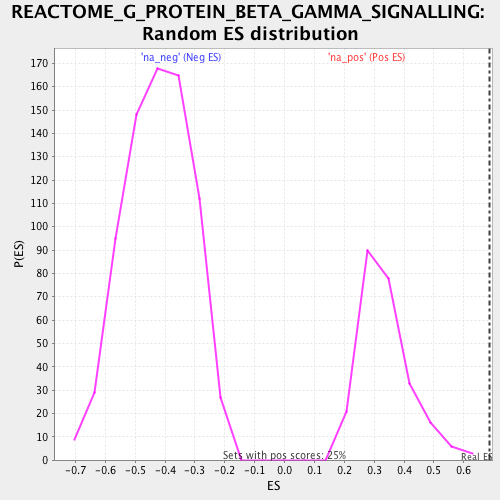 REACTOME_G_PROTEIN_BETA_GAMMA_SIGNALLING:
Random ES distribution
'na_neg' (Neg ES)
'na_pos' (Pos ES)
170
160
150
140
130
120
110
100
90
80
70
60
50
40
30
20
10
0
P(ES)
Sets with pos scores: 25%
Real ES
-0.7 -0.6 -0.5 -0.4 -0.3 -0.2 -0.1 0.0 0.1 0.2 0.3 0.4 0.5 0.6
ES